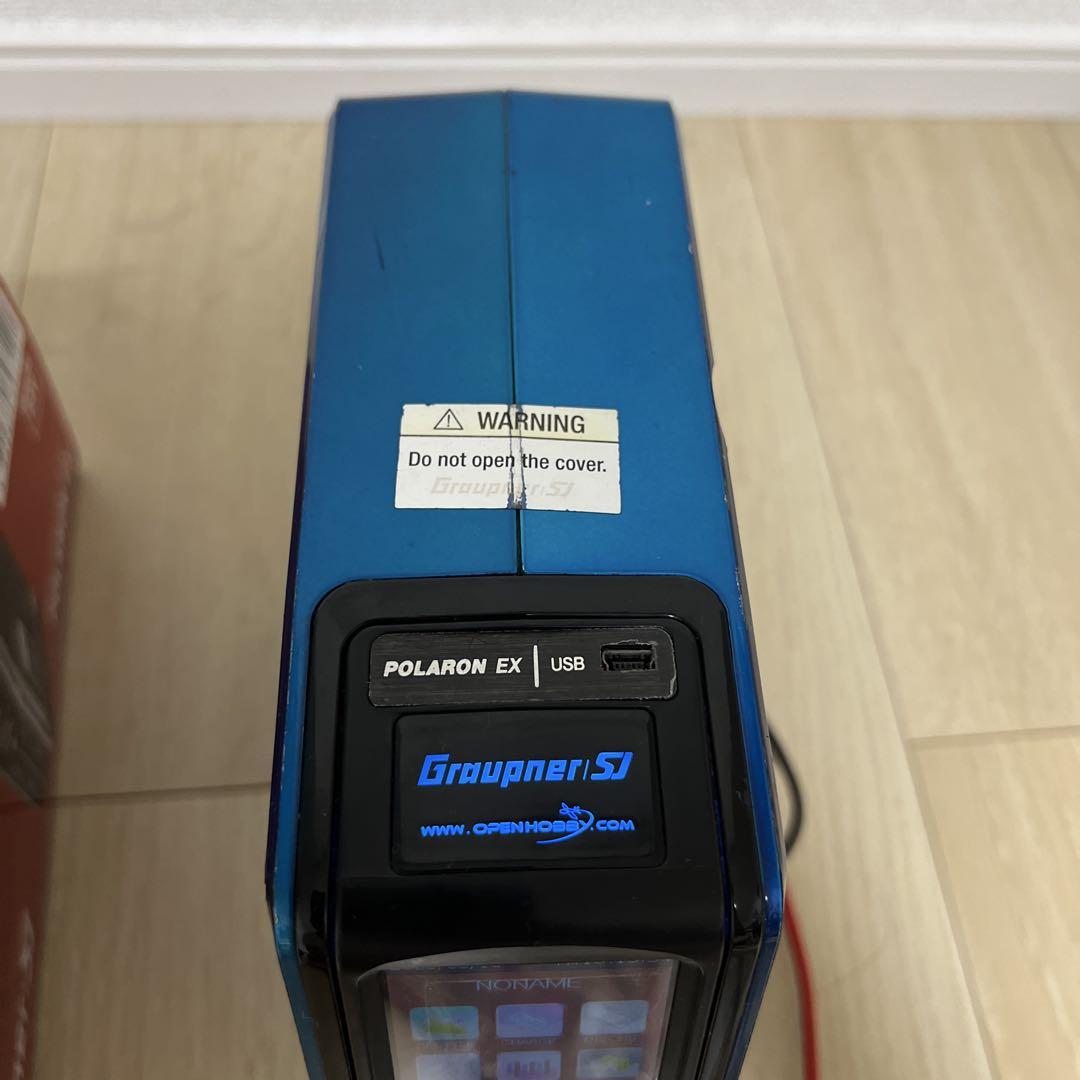 ⚠ WARNING
Do not open the cover.
Graupner/SJ
POLARON EX | USB
Graupner/SJ
WWW.OPENHOBBY.COM
NONAME